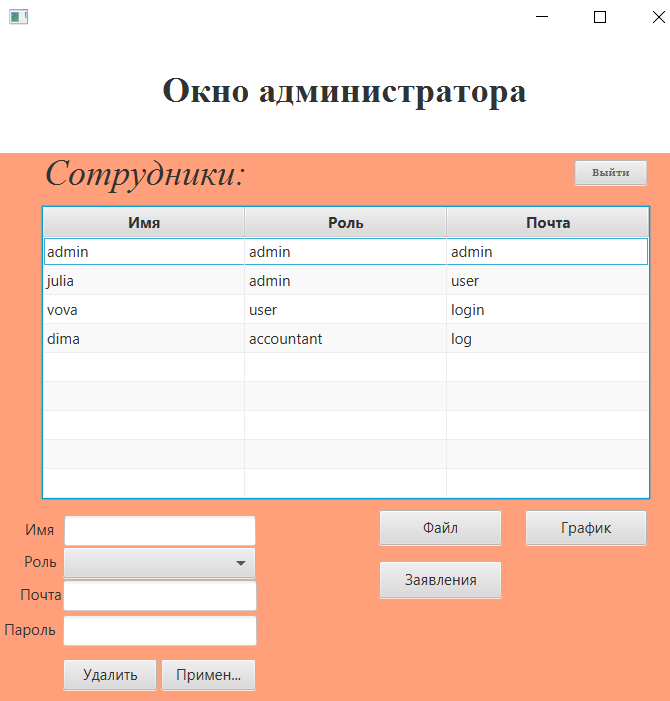 Окно администратора
Сотрудники:
Выйти
Имя Роль Почта
admin admin admin
julia admin user
vova user login
dima accountant log
Имя
Файл График
Роль
Заявления
Почта
Пароль
Удалить Примен...